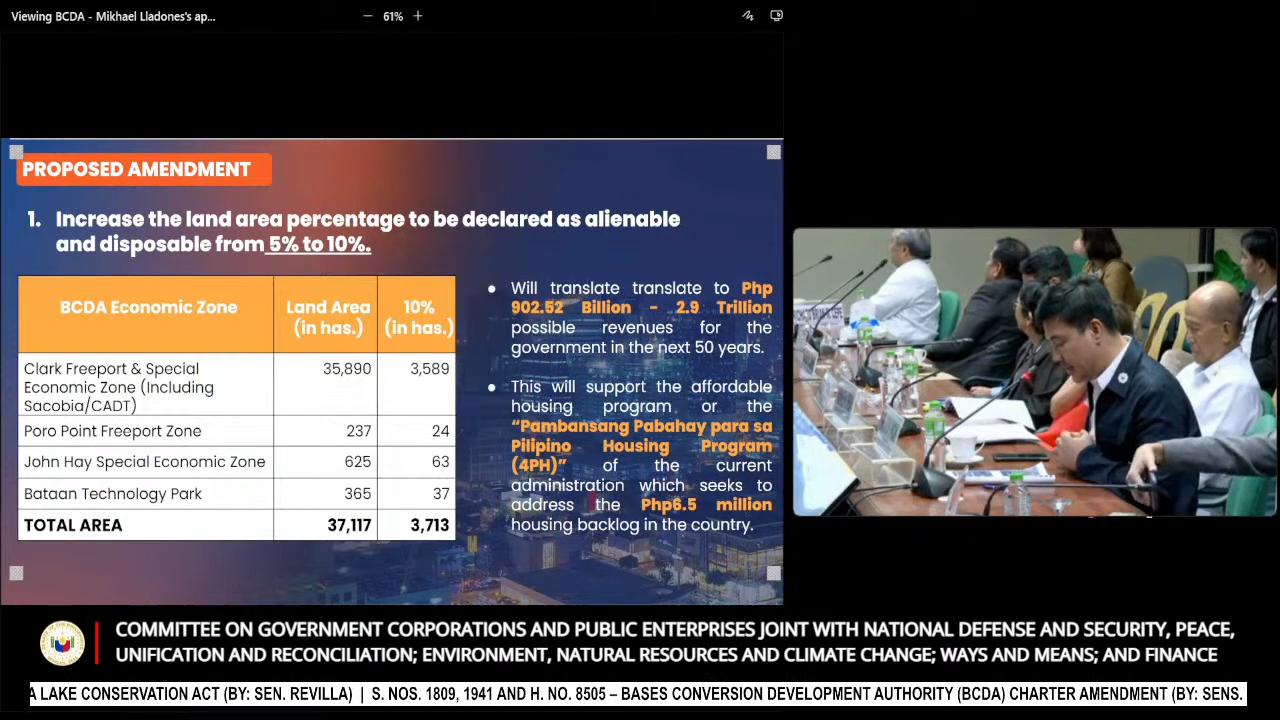 Viewing BCDA - Mikhael Lladones's ap...
61%
PROPOSED AMENDMENT
1. Increase the land area percentage to be declared as alienable
and disposable from 5% to 10%.
BCDA Economic Zone Land Area (in has.) 10% (in has.)
Clark Freeport & Special Economic Zone (Including Sacobia/CADT) 35,890 3,589
Poro Point Freeport Zone 237 24
John Hay Special Economic Zone 625 63
Bataan Technology Park 365 37
TOTAL AREA 37,117 3,713
● Will translate translate to Php
902.52 Billion - 2.9 Trillion
possible revenues for the
government in the next 50 years.
● This will support the affordable
housing program or the
“Pambansang Pabahay para sa
Pilipino Housing Program
(4PH)” of the current
administration which seeks to
address the Php6.5 million
housing backlog in the country.
COMMITTEE ON GOVERNMENT CORPORATIONS AND PUBLIC ENTERPRISES JOINT WITH NATIONAL DEFENSE AND SECURITY, PEACE,
UNIFICATION AND RECONCILIATION; ENVIRONMENT, NATURAL RESOURCES AND CLIMATE CHANGE; WAYS AND MEANS; AND FINANCE
A LAKE CONSERVATION ACT (BY: SEN. REVILLA) | S. NOS. 1809, 1941 AND H. NO. 8505 – BASES CONVERSION DEVELOPMENT AUTHORITY (BCDA) CHARTER AMENDMENT (BY: SENS.